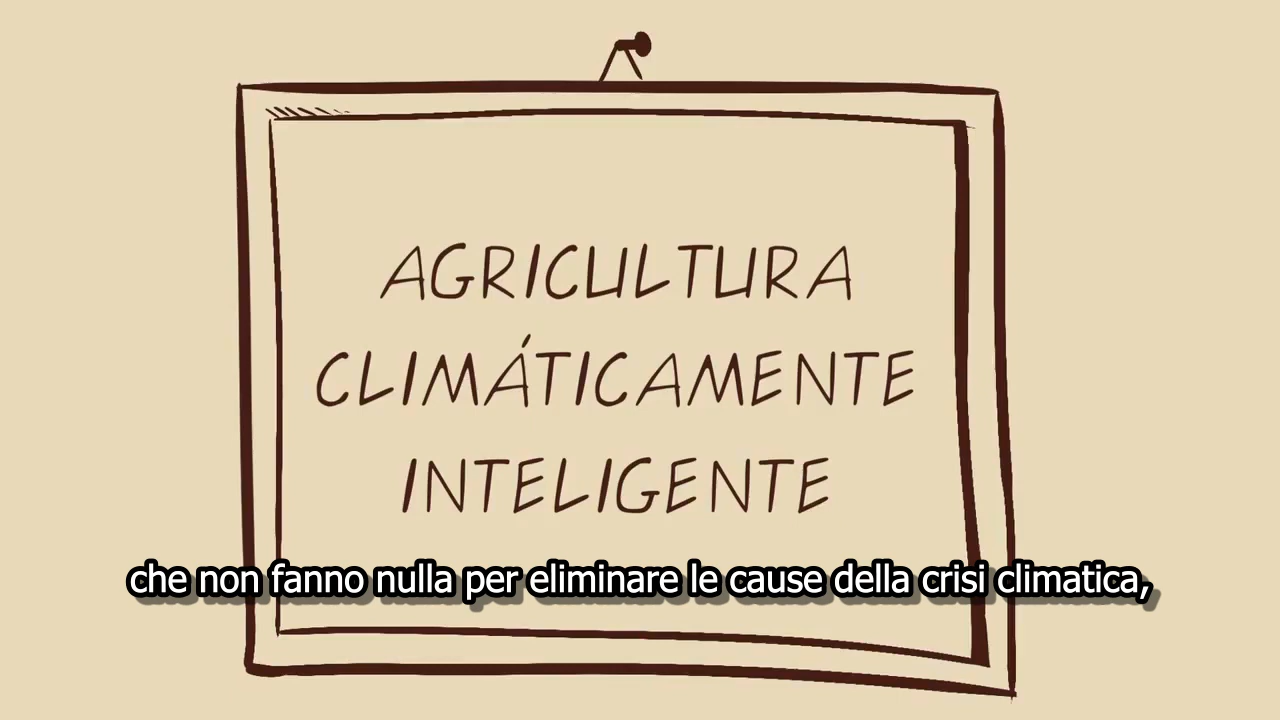 AGRICULTURA
CLIMÁTICAMENTE
INTELIGENTE
che non fanno nulla per eliminare le cause della crisi climatica,